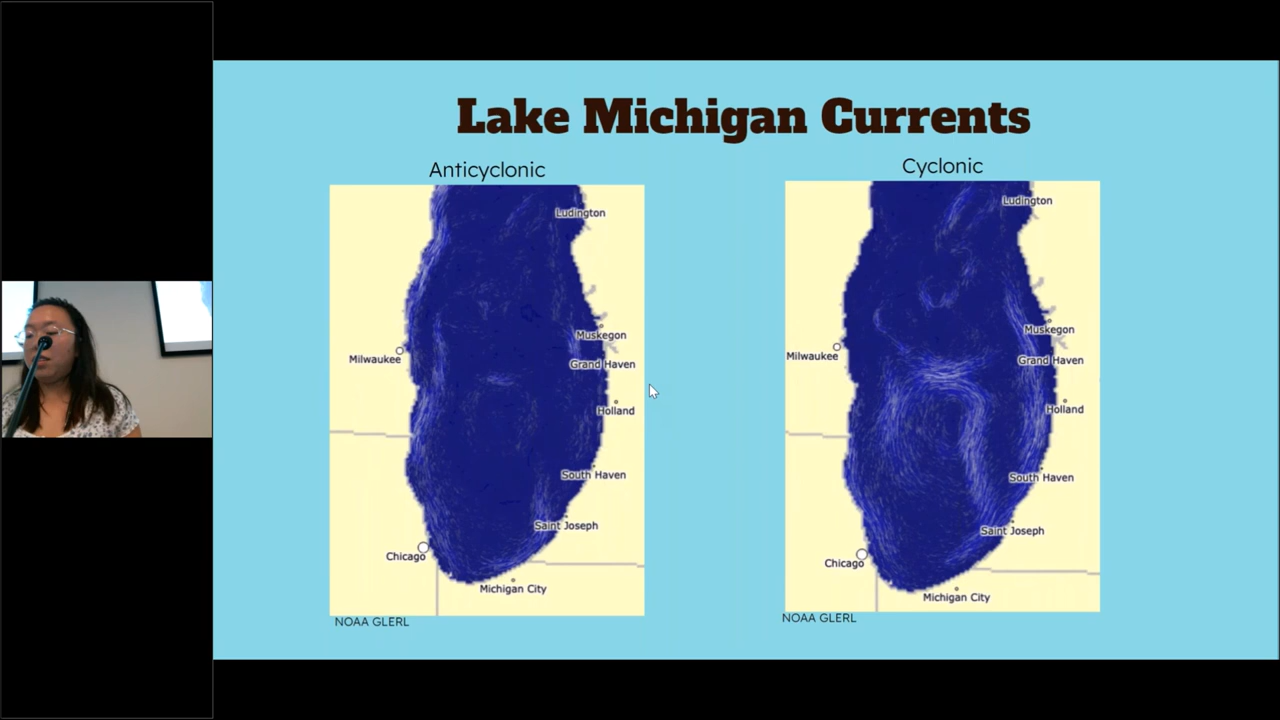 Lake Michigan Currents
Anticyclonic
Ludington
Muskegon
Milwaukee
Grand Haven
Holland
South Haven
Saint Joseph
Chicago
Michigan City
NOAA GLERL
Cyclonic
Ludington
Muskegon
Milwaukee
Grand Haven
Holland
South Haven
Saint Joseph
Chicago
Michigan City
NOAA GLERL